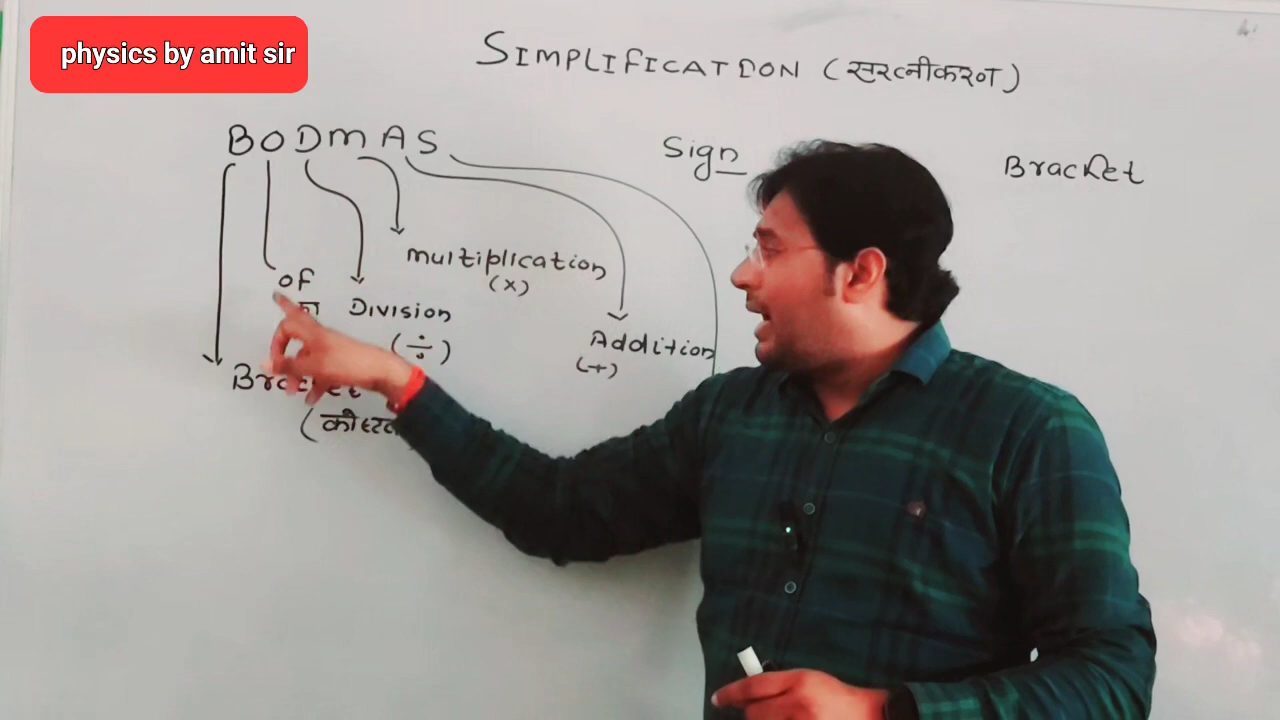 physics by amit sir
SIMPLIFICATION (सरलीकरण)
BODMAS
Sign
Bracket
multiplication
(×)
of
का
Division
(÷)
Addition
(+)
Bracket